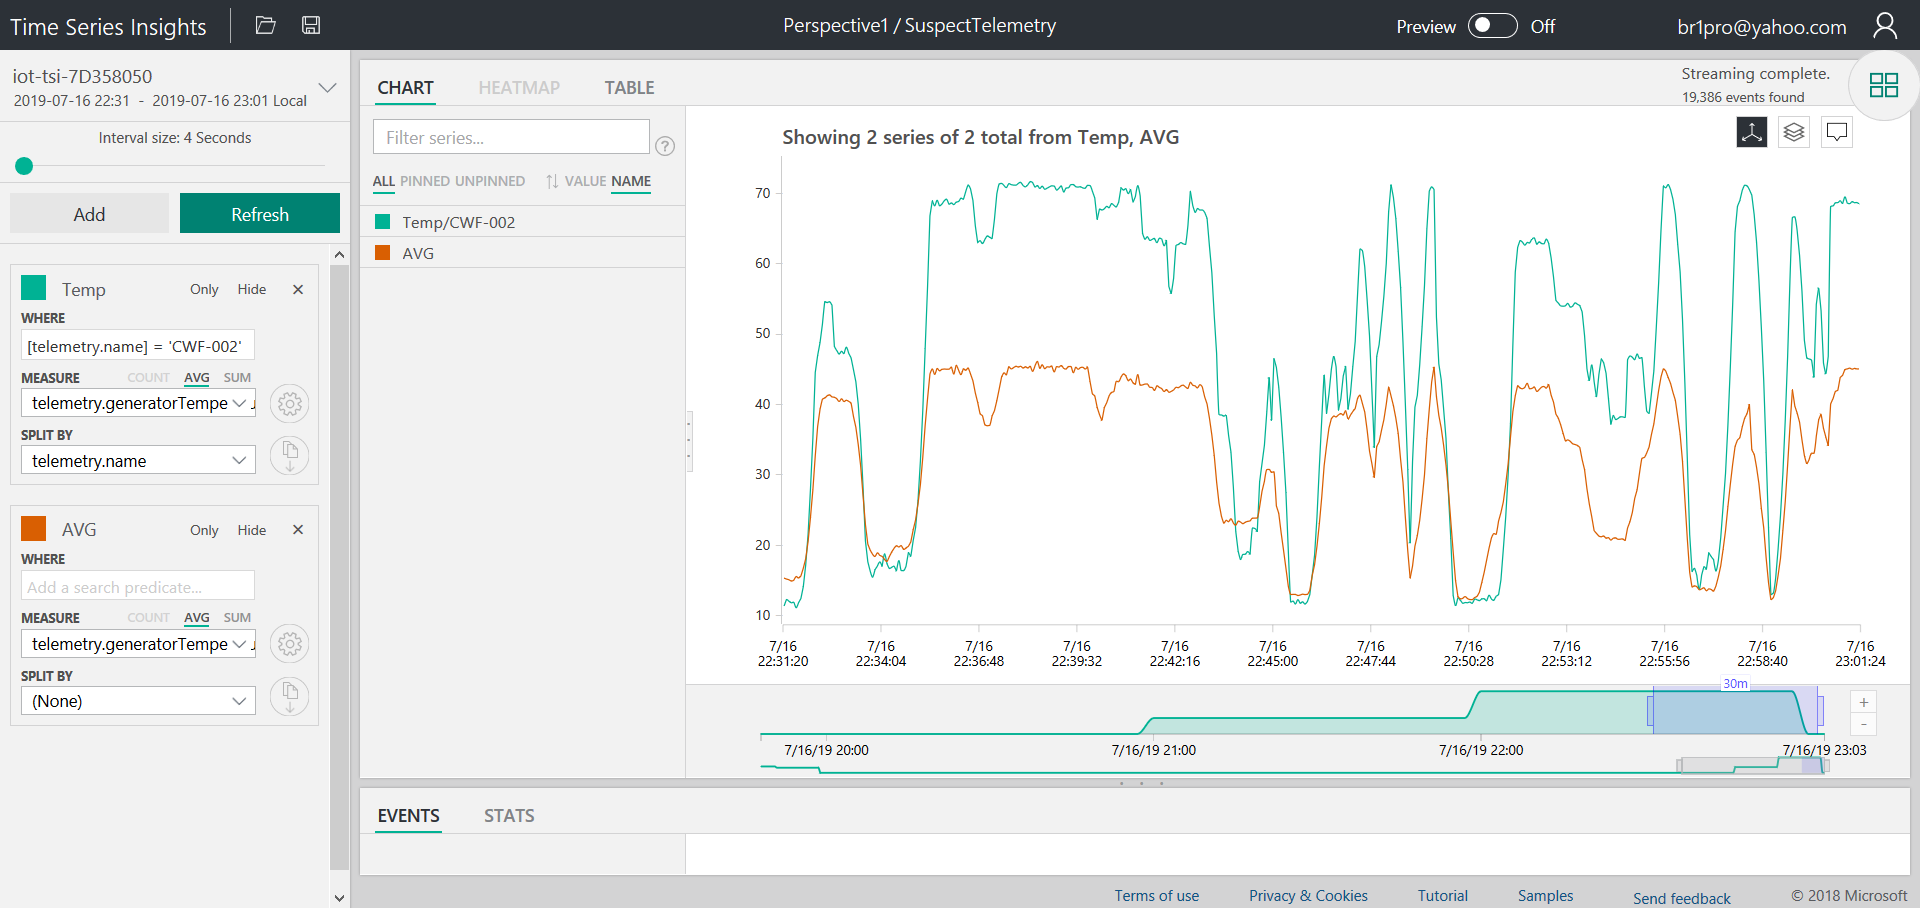 Time Series Insights
Perspective1 / SuspectTelemetry
Preview Off
br1pro@yahoo.com
iot-tsi-7D358050
2019-07-16 22:31 - 2019-07-16 23:01 Local
Interval size: 4 Seconds
Add Refresh
Temp Only Hide
WHERE
[telemetry.name] = 'CWF-002'
MEASURE COUNT AVG SUM
telemetry.generatorTempe
SPLIT BY
telemetry.name
AVG Only Hide
WHERE
Add a search predicate...
MEASURE COUNT AVG SUM
telemetry.generatorTempe
SPLIT BY
(None)
CHART HEATMAP TABLE
Streaming complete.
19,386 events found
Filter series...
?
ALL PINNED UNPINNED VALUE NAME
Temp/CWF-002
AVG
Showing 2 series of 2 total from Temp, AVG
70
60
50
40
30
20
10
7/16 7/16 7/16 7/16 7/16 7/16 7/16 7/16 7/16 7/16 7/16 7/16
22:31:20 22:34:04 22:36:48 22:39:32 22:42:16 22:45:00 22:47:44 22:50:28 22:53:12 22:55:56 22:58:40 23:01:24
30m
+
-
7/16/19 20:00 7/16/19 21:00 7/16/19 22:00 7/16/19 23:03
EVENTS STATS
Terms of use Privacy & Cookies Tutorial Samples Send feedback © 2018 Microsoft